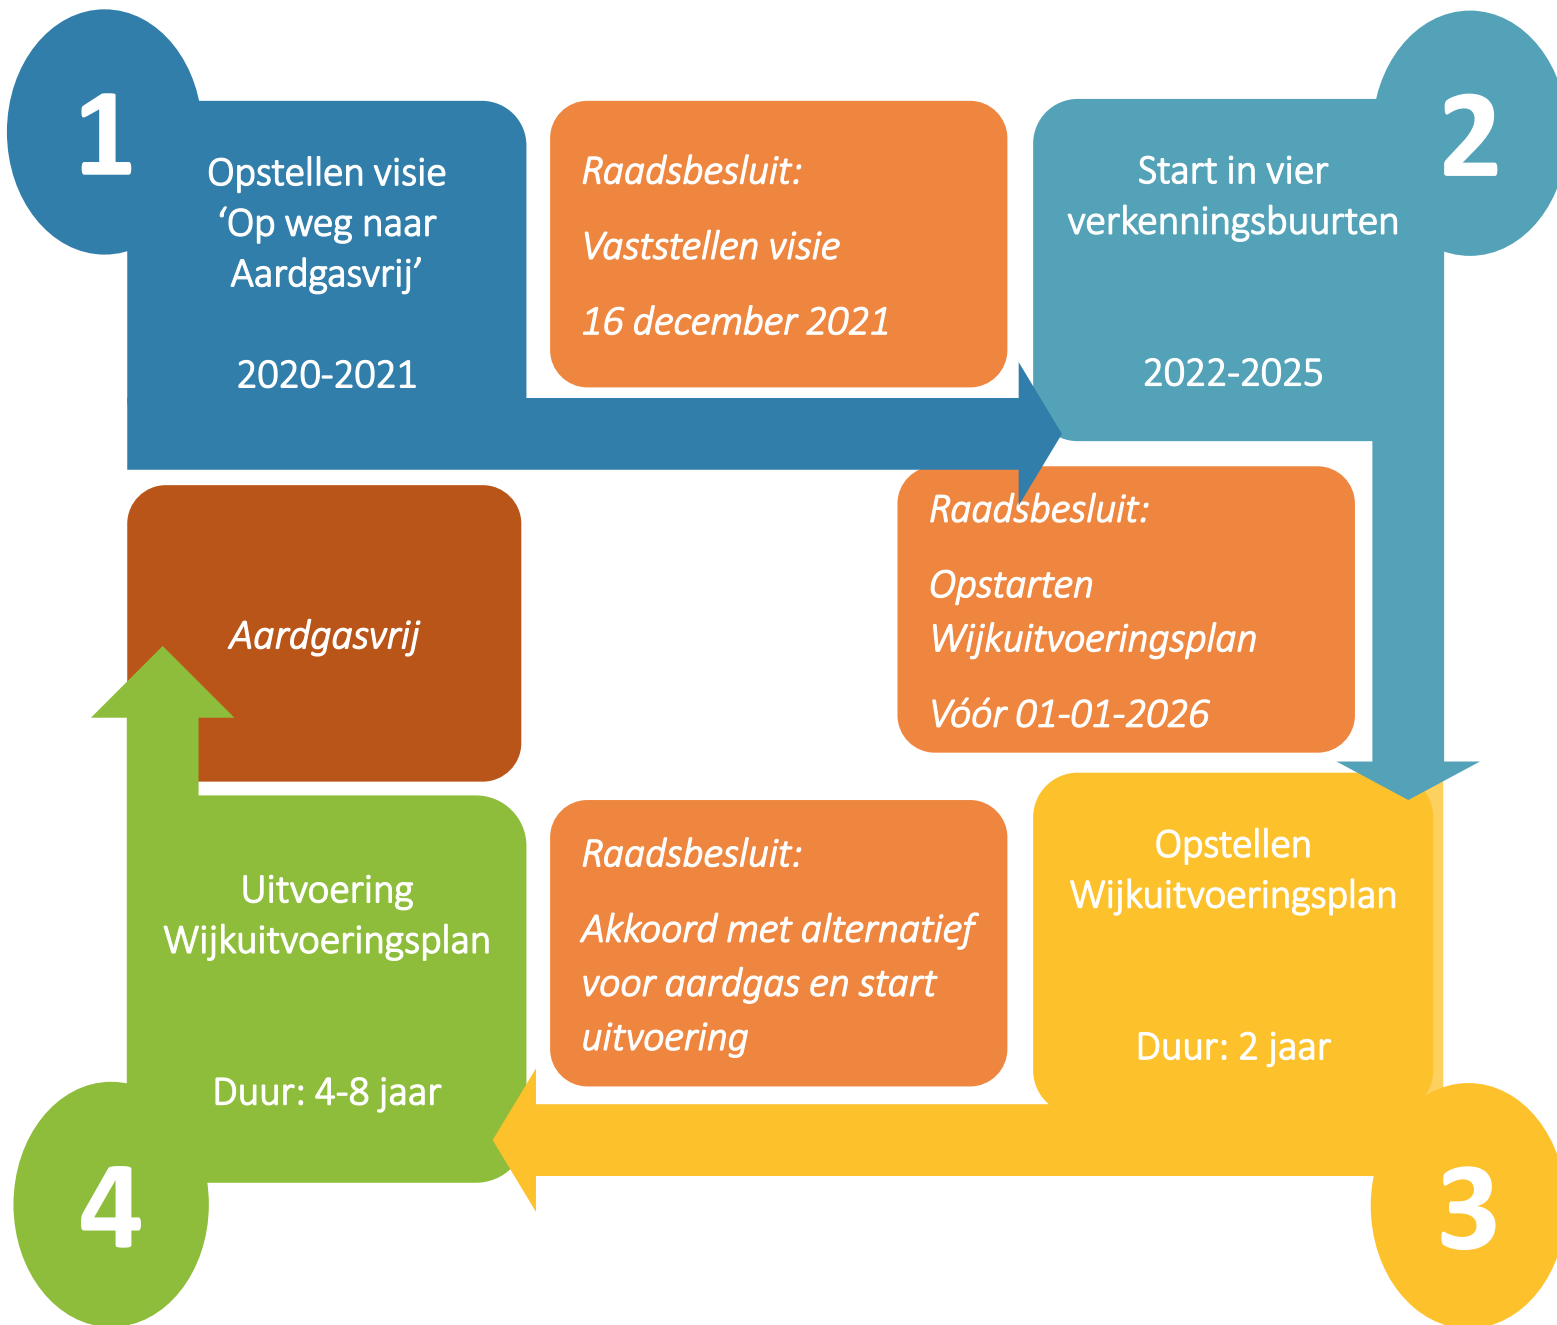 1
Opstellen visie
‘Op weg naar
Aardgasvrij’
2020-2021
Raadsbesluit:
Vaststellen visie
16 december 2021
2
Start in vier
verkenningsbuurten
2022-2025
Raadsbesluit:
Opstarten
Wijkuitvoeringsplan
Vóór 01-01-2026
3
Opstellen
Wijkuitvoeringsplan
Duur: 2 jaar
Raadsbesluit:
Akkoord met alternatief
voor aardgas en start
uitvoering
4
Uitvoering
Wijkuitvoeringsplan
Duur: 4-8 jaar
Aardgasvrij